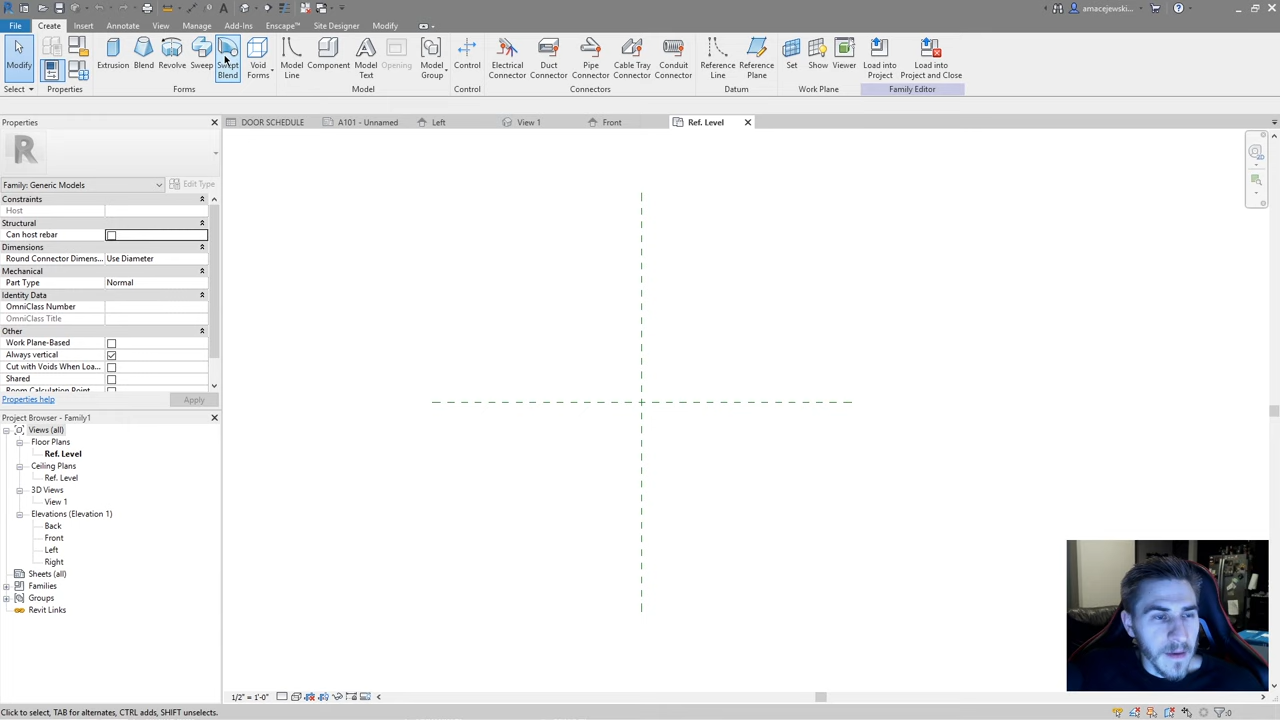 amacejewski...
File Create Insert Annotate View Manage Add-Ins Enscape™ Site Designer Modify
Modify Extrusion Blend Revolve Sweep Swept Blend Void Forms Model Line Component Model Text Opening Model Group Control Electrical Connector Duct Connector Pipe Connector Cable Tray Connector Conduit Connector Reference Line Reference Plane Set Show Viewer Load into Project Load into Project and Close
Select Properties Forms Model Control Connectors Datum Work Plane Family Editor
Properties
DOOR SCHEDULE A101 - Unnamed Left View 1 Front Ref. Level
Family: Generic Models Edit Type
Constraints
Host
Structural
Can host rebar
Dimensions
Round Connector Dimens... Use Diameter
Mechanical
Part Type Normal
Identity Data
OmniClass Number
OmniClass Title
Other
Work Plane-Based
Always vertical
Cut with Voids When Loa...
Shared
Room Calculation Point
Properties help Apply
Project Browser - Family1
Views (all)
Floor Plans
Ref. Level
Ceiling Plans
Ref. Level
3D Views
View 1
Elevations (Elevation 1)
Back
Front
Left
Right
Sheets (all)
Families
Groups
Revit Links
1/2" = 1'-0"
Click to select, TAB for alternates, CTRL adds, SHIFT unselects.
:0